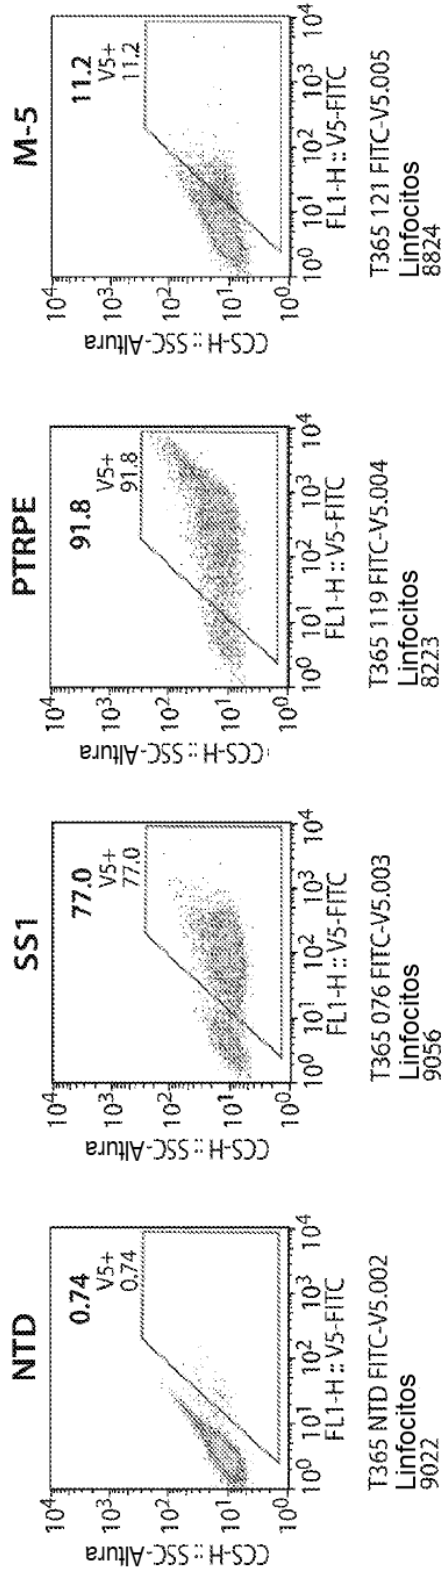 NTD
10⁴
10³
10²
10¹
10⁰
CCS-H :: SSC-Altura
0.74
V5+
0.74
10⁰ 10¹ 10² 10³ 10⁴
FL1-H :: V5-FITC
T365 NTD FITC-V5.002
Linfocitos
9022
SS1
10⁴
10³
10²
10¹
10⁰
CCS-H :: SSC-Altura
77.0
V5+
77.0
10⁰ 10¹ 10² 10³ 10⁴
FL1-H :: V5-FITC
T365 076 FITC-V5.003
Linfocitos
9056
PTRPE
10⁴
10³
10²
10¹
10⁰
CCS-H :: SSC-Altura
91.8
V5+
91.8
10⁰ 10¹ 10² 10³ 10⁴
FL1-H :: V5-FITC
T365 119 FITC-V5.004
Linfocitos
8223
M-5
10⁴
10³
10²
10¹
10⁰
CCS-H :: SSC-Altura
11.2
V5+
11.2
10⁰ 10¹ 10² 10³ 10⁴
FL1-H :: V5-FITC
T365 121 FITC-V5.005
Linfocitos
8824